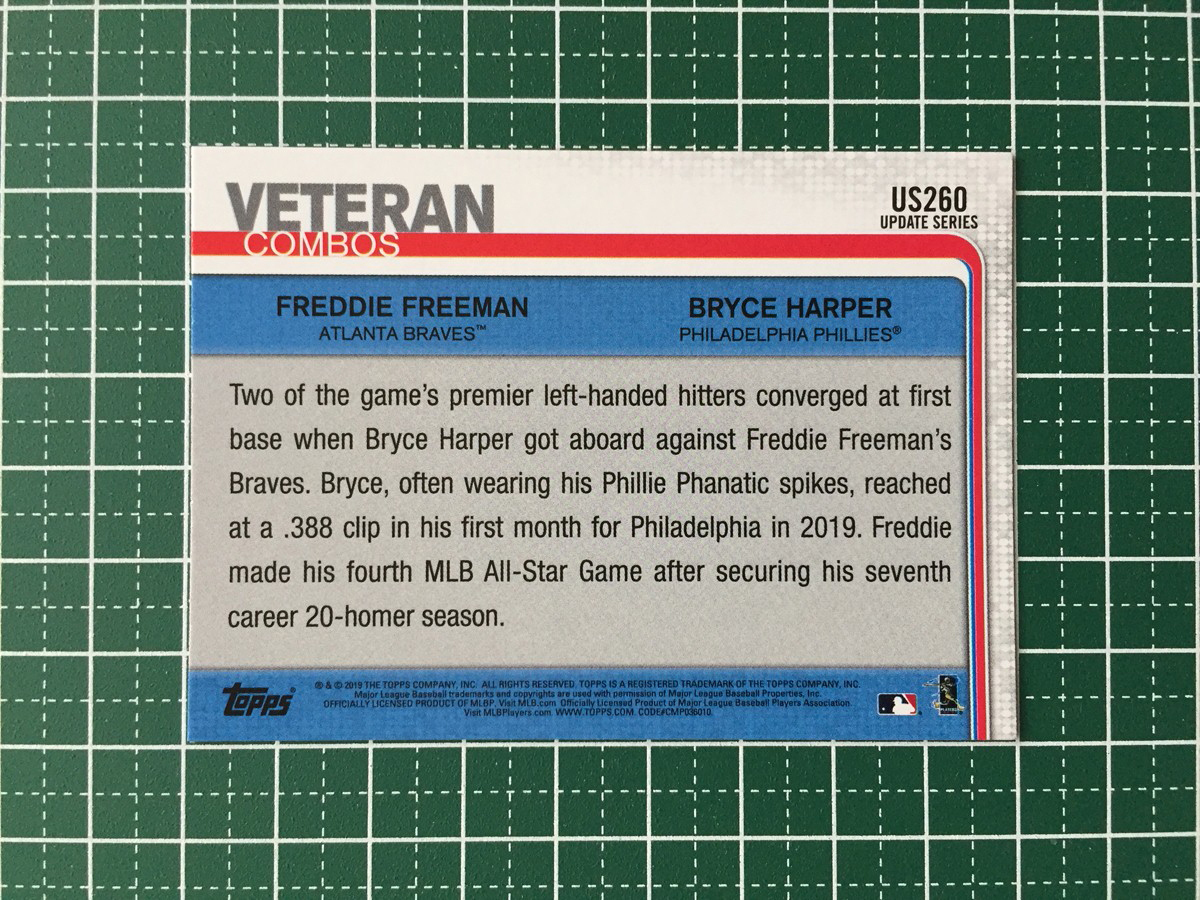 VETERAN
COMBOS
US260
UPDATE SERIES
FREDDIE FREEMAN
ATLANTA BRAVES™
BRYCE HARPER
PHILADELPHIA PHILLIES®
Two of the game's premier left-handed hitters converged at first
base when Bryce Harper got aboard against Freddie Freeman's
Braves. Bryce, often wearing his Phillie Phanatic spikes, reached
at a .388 clip in his first month for Philadelphia in 2019. Freddie
made his fourth MLB All-Star Game after securing his seventh
career 20-homer season.
topps®
® & © 2019 THE TOPPS COMPANY, INC. ALL RIGHTS RESERVED. TOPPS IS A REGISTERED TRADEMARK OF THE TOPPS COMPANY, INC.
Major League Baseball trademarks and copyrights are used with permission of Major League Baseball Properties, Inc.
OFFICIALLY LICENSED PRODUCT OF MLBP. Visit MLB.com Officially Licensed Product of Major League Baseball Players Association.
Visit MLBPlayers.com WWW.TOPPS.COM. CODE#CMP036010.